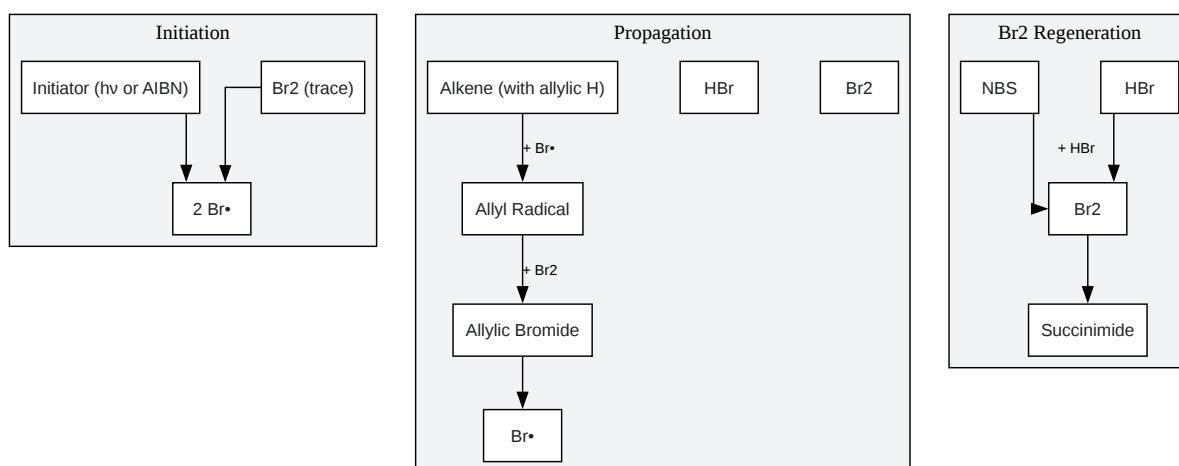 Initiation
Initiator (hν or AIBN)
Br2 (trace)
2 Br•
Propagation
Alkene (with allylic H)
HBr
Br2
+ Br•
Allyl Radical
+ Br2
Allylic Bromide
Br•
Br2 Regeneration
NBS
HBr
+ HBr
Br2
Succinimide